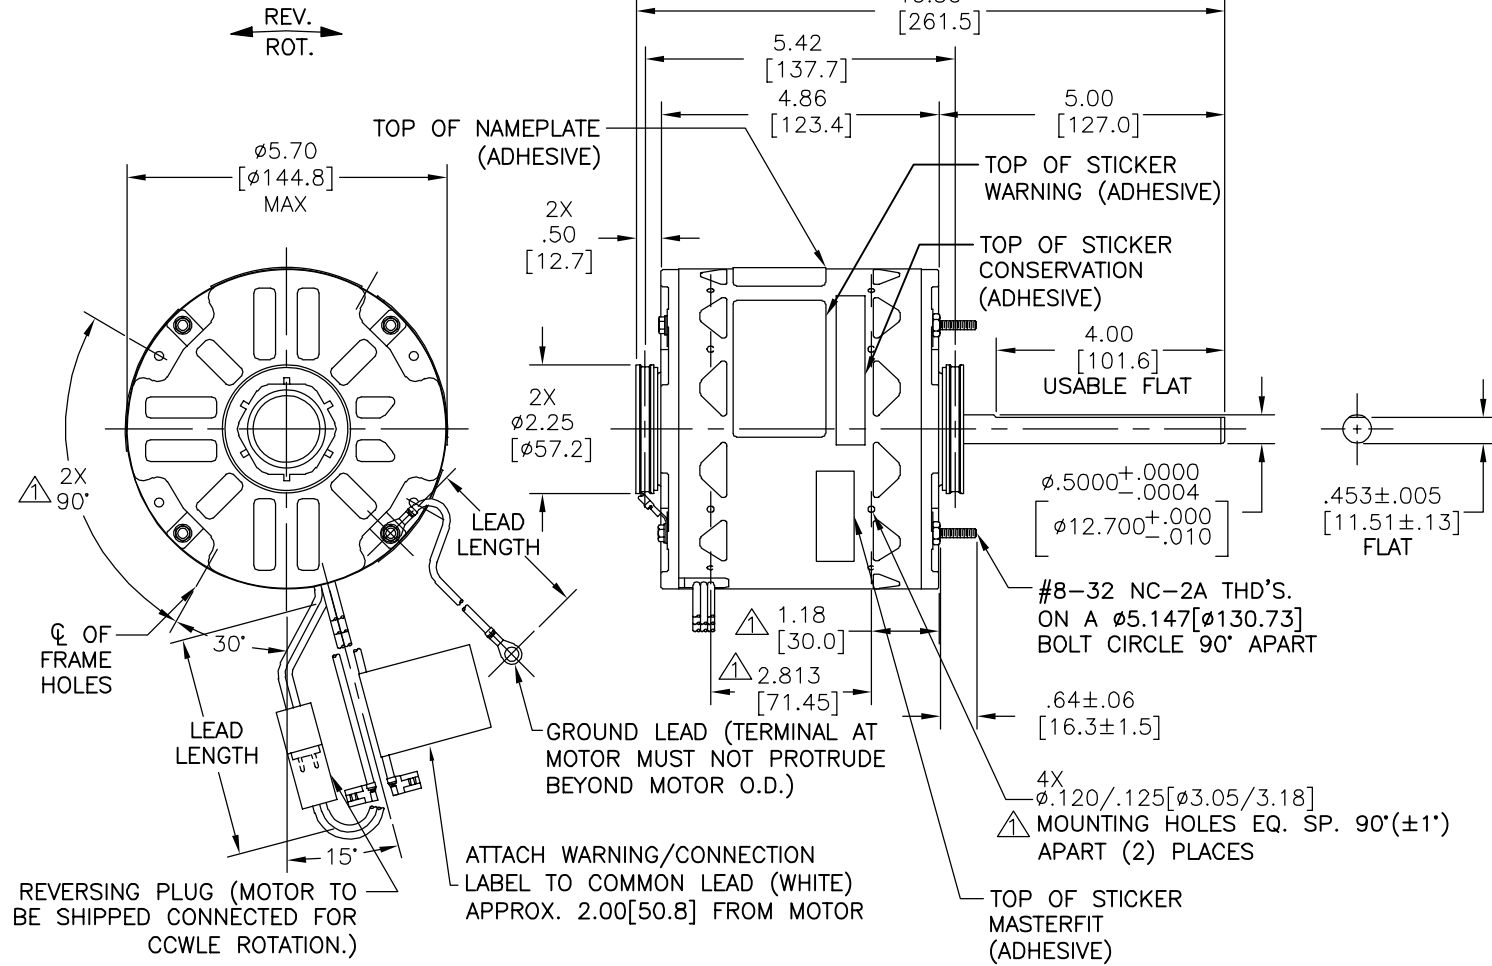 REV.
ROT.
[261.5]
5.42
[137.7]
4.86
[123.4]
5.00
[127.0]
TOP OF NAMEPLATE
(ADHESIVE)
ø5.70
[ø144.8]
MAX
TOP OF STICKER
WARNING (ADHESIVE)
2X
.50
[12.7]
TOP OF STICKER
CONSERVATION
(ADHESIVE)
4.00
[101.6]
USABLE FLAT
2X
ø2.25
[ø57.2]
1
2X
90°
LEAD
LENGTH
ø.5000+.0000
-.0004
[ø12.700+.000
-.010]
.453±.005
[11.51±.13]
FLAT
#8-32 NC-2A THD'S.
ON A ø5.147[ø130.73]
BOLT CIRCLE 90° APART
℄ OF
FRAME
HOLES
30°
1
1.18
[30.0]
1
2.813
[71.45]
.64±.06
[16.3±1.5]
LEAD
LENGTH
GROUND LEAD (TERMINAL AT
MOTOR MUST NOT PROTRUDE
BEYOND MOTOR O.D.)
4X
ø.120/.125[ø3.05/3.18]
1 MOUNTING HOLES EQ. SP. 90°(±1°)
APART (2) PLACES
15°
ATTACH WARNING/CONNECTION
LABEL TO COMMON LEAD (WHITE)
APPROX. 2.00[50.8] FROM MOTOR
REVERSING PLUG (MOTOR TO
BE SHIPPED CONNECTED FOR
CCWLE ROTATION.)
TOP OF STICKER
MASTERFIT
(ADHESIVE)